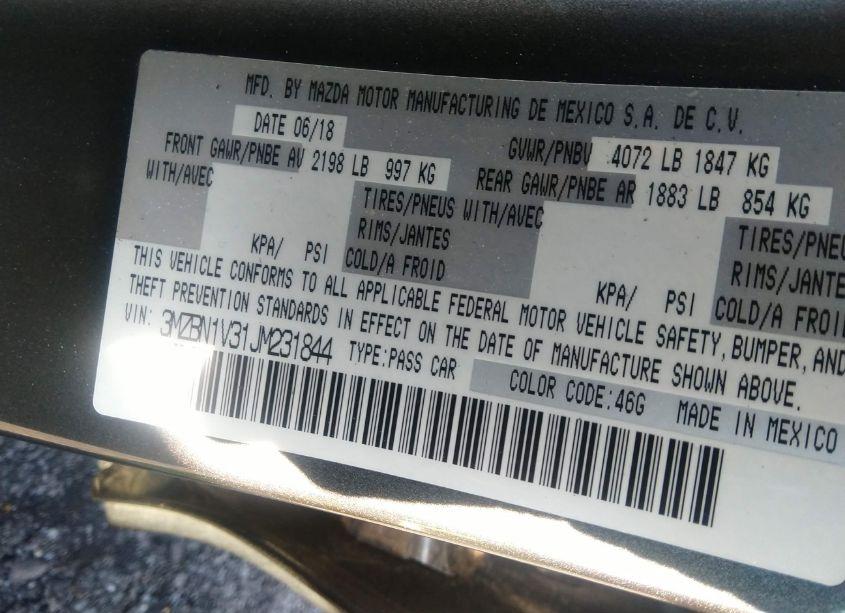 MFD. BY MAZDA MOTOR MANUFACTURING DE MEXICO S.A. DE C.V.
DATE 06/18 GVWR/PNBV 4072 LB 1847 KG
FRONT GAWR/PNBE AV 2198 LB 997 KG REAR GAWR/PNBE AR 1883 LB 854 KG
WITH/AVEC TIRES/PNEUS WITH/AVEC TIRES/PNEU
RIMS/JANTES RIMS/JANTES
KPA/ PSI COLD/A FROID KPA/ PSI COLD/A FROI
THIS VEHICLE CONFORMS TO ALL APPLICABLE FEDERAL MOTOR VEHICLE SAFETY, BUMPER, AND
THEFT PREVENTION STANDARDS IN EFFECT ON THE DATE OF MANUFACTURE SHOWN ABOVE.
VIN: 3MZBN1V31JM231844 TYPE:PASS CAR COLOR CODE:46G MADE IN MEXICO